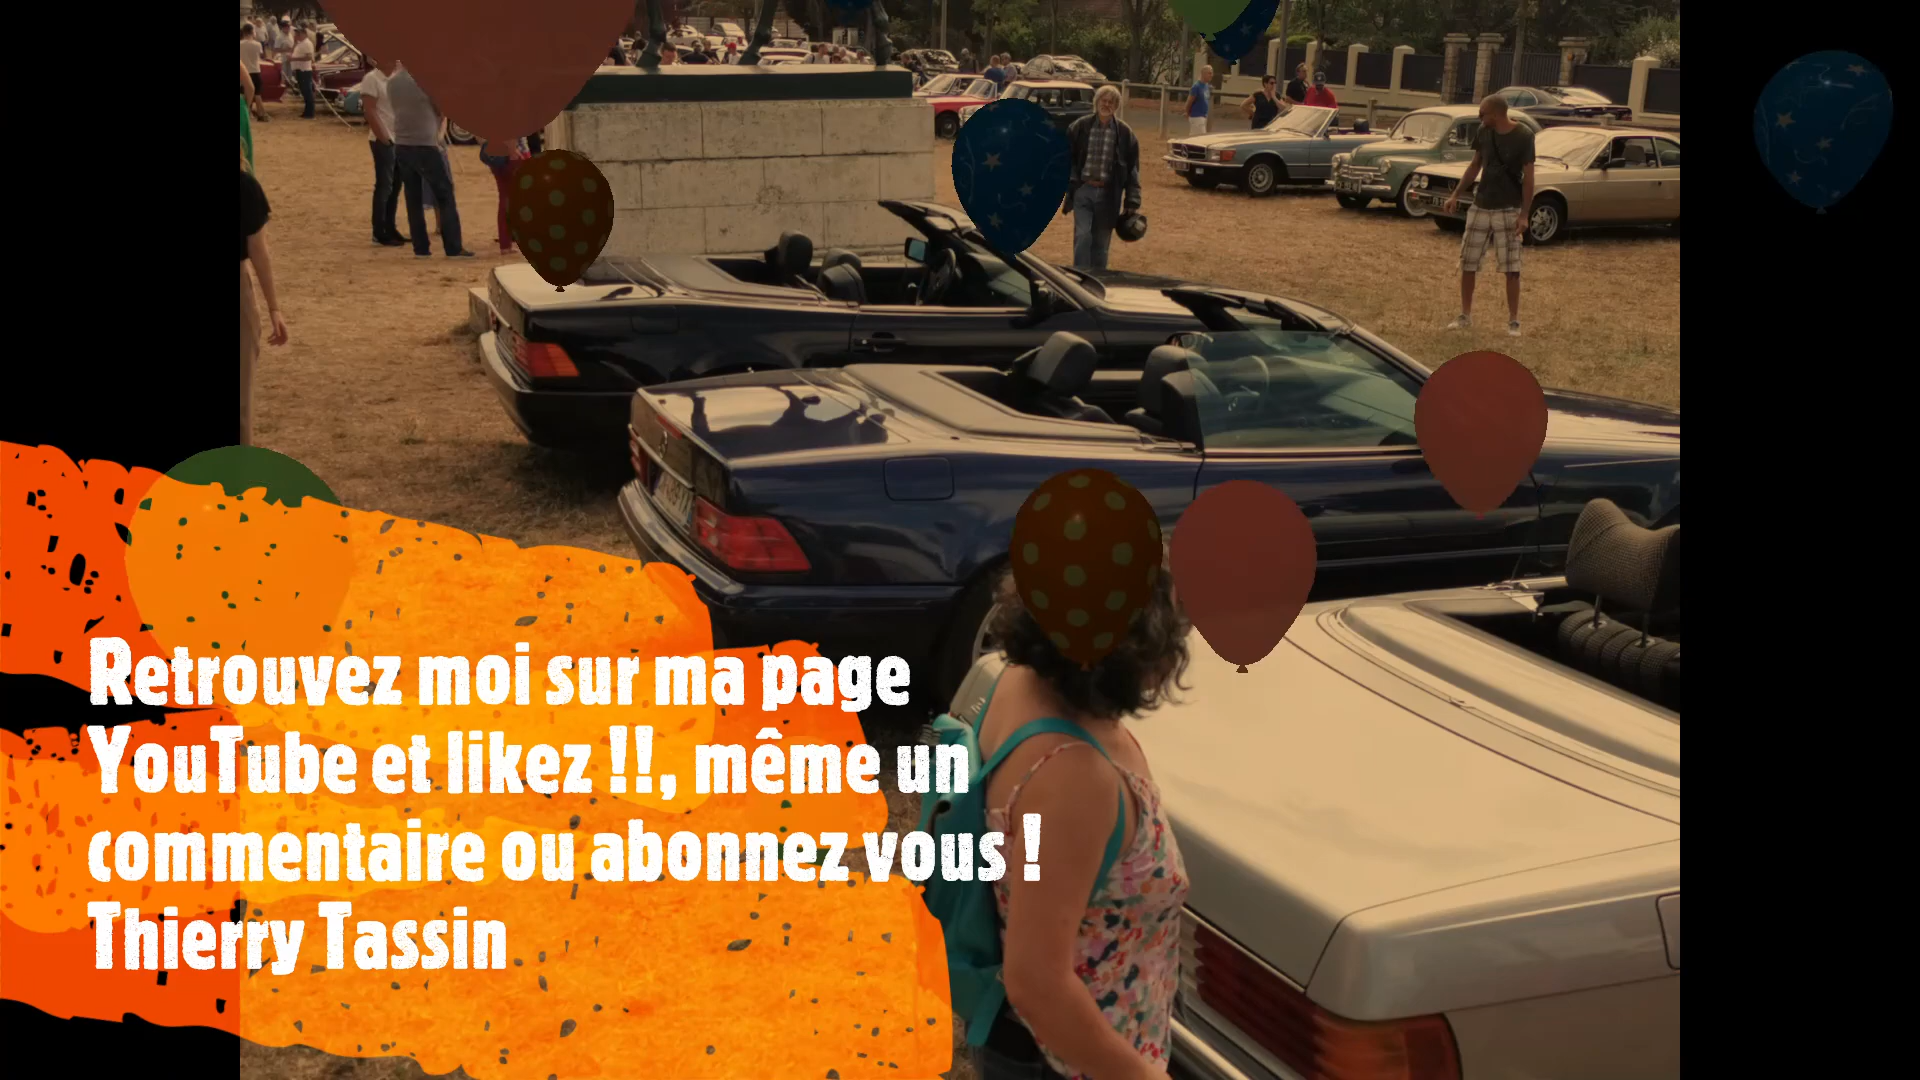 Retrouvez moi sur ma page
YouTube et likez !!, même un
commentaire ou abonnez vous !
Thierry Tassin